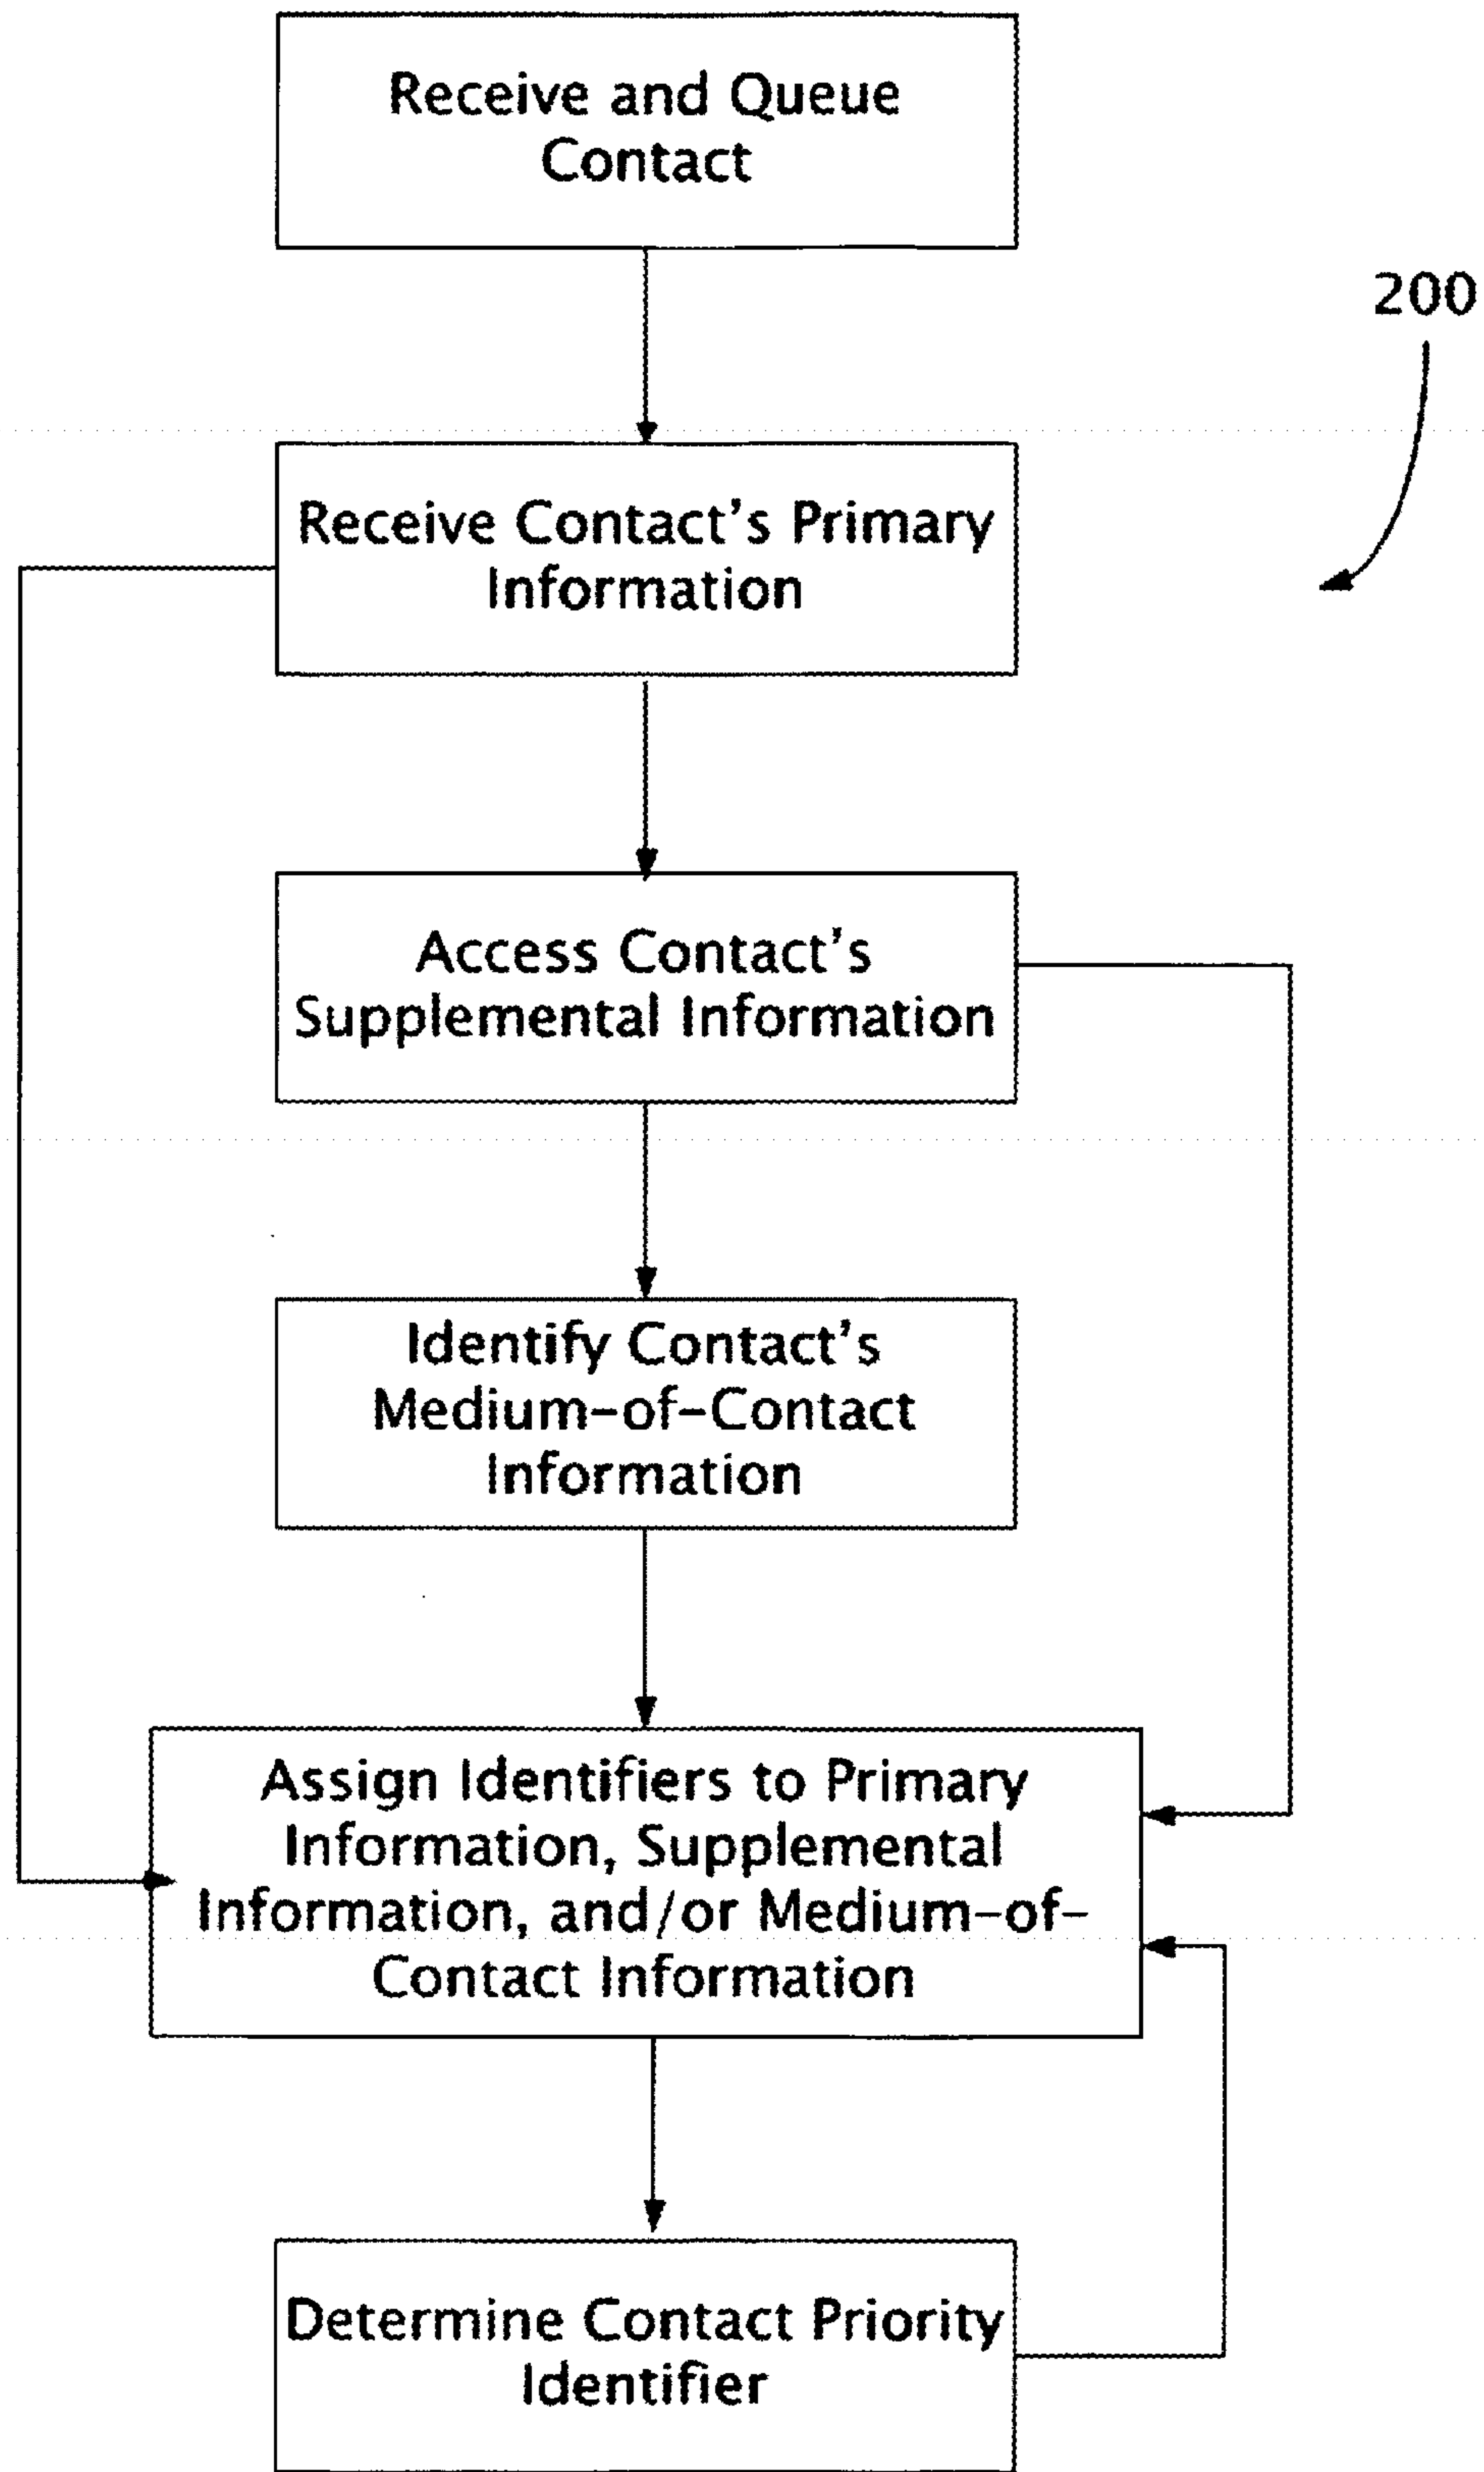 Receive and Queue
Contact
200
Receive Contact's Primary
Information
Access Contact's
Supplemental Information
Identify Contact's
Medium-of-Contact
Information
Assign Identifiers to Primary
Information, Supplemental
Information, and/or Medium-of-
Contact Information
Determine Contact Priority
Identifier